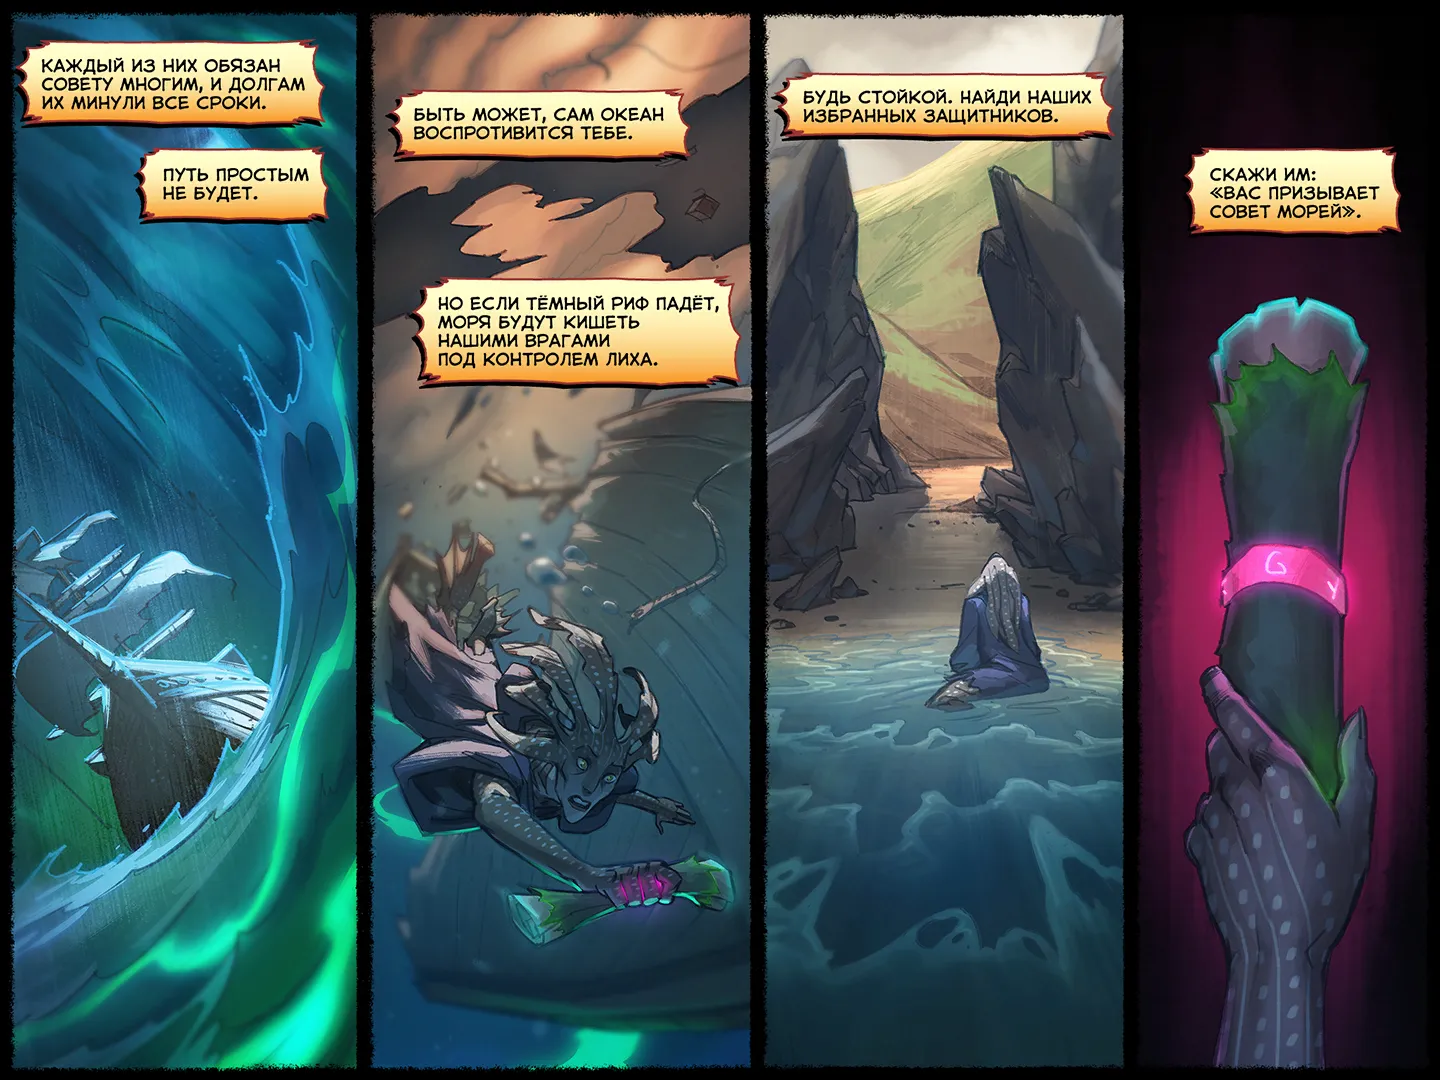 КАЖДЫЙ ИЗ НИХ ОБЯЗАН
СОВЕТУ МНОГИМ, И ДОЛГАМ
ИХ МИНУЛИ ВСЕ СРОКИ.
ПУТЬ ПРОСТЫМ
НЕ БУДЕТ.
БЫТЬ МОЖЕТ, САМ ОКЕАН
ВОСПРОТИВИТСЯ ТЕБЕ.
НО ЕСЛИ ТЁМНЫЙ РИФ ПАДЁТ,
МОРЯ БУДУТ КИШЕТЬ
НАШИМИ ВРАГАМИ
ПОД КОНТРОЛЕМ ЛИХА.
БУДЬ СТОЙКОЙ. НАЙДИ НАШИХ
ИЗБРАННЫХ ЗАЩИТНИКОВ.
СКАЖИ ИМ:
«ВАС ПРИЗЫВАЕТ
СОВЕТ МОРЕЙ».